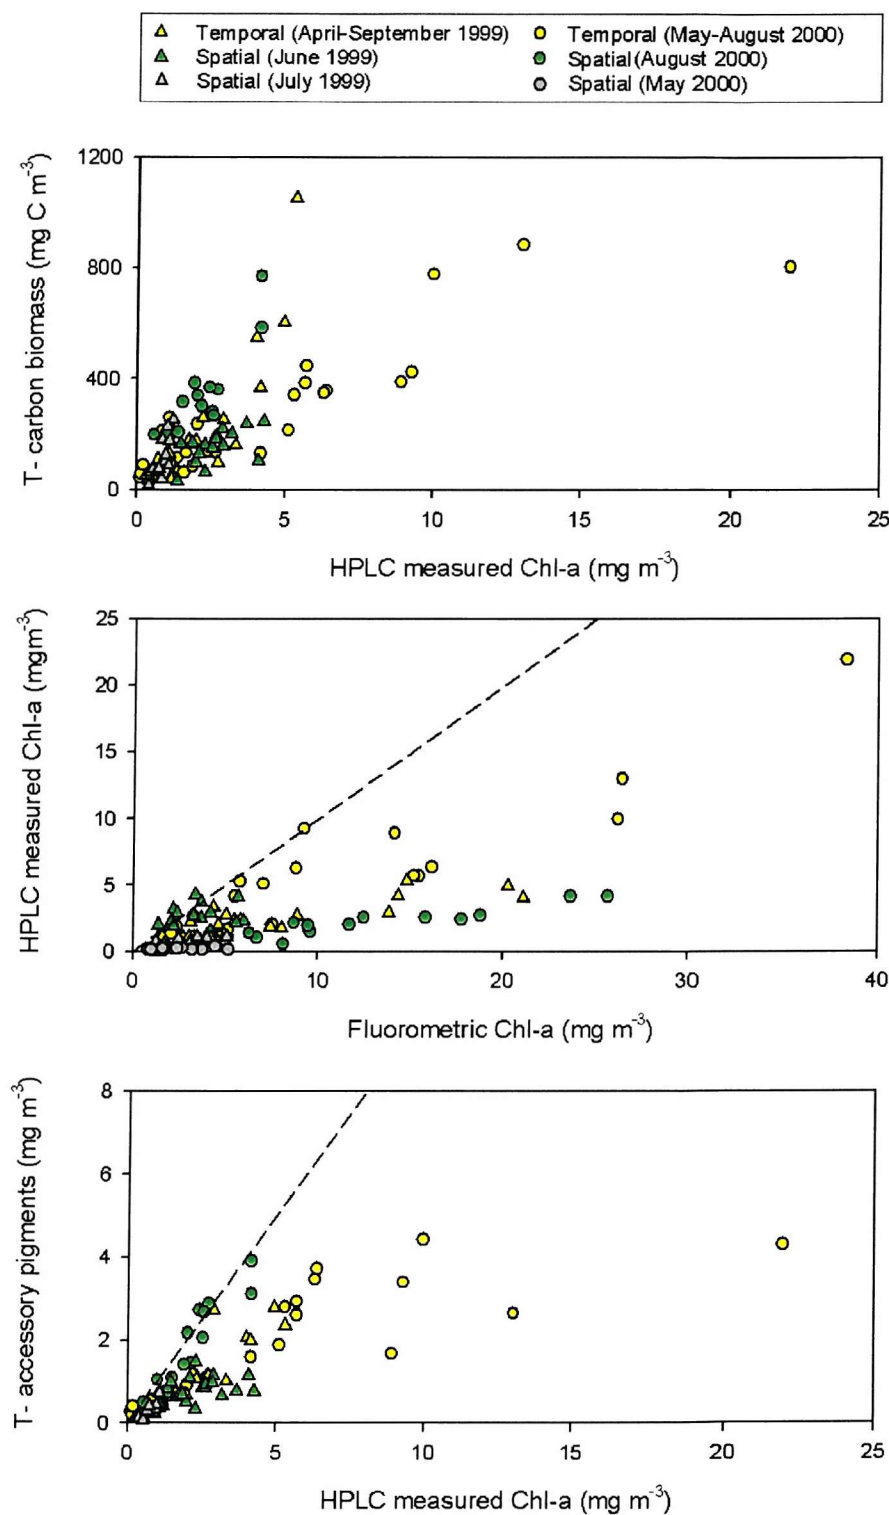 Temporal (April-September 1999) Temporal (May-August 2000)
Spatial (June 1999) Spatial(August 2000)
Spatial (July 1999) Spatial (May 2000)
T- carbon biomass (mg C m-3)
1200
800
400
0
0 5 10 15 20 25
HPLC measured Chl-a (mg m-3)
HPLC measured Chl-a (mgm-3)
25
20
15
10
5
0
0 10 20 30 40
Fluorometric Chl-a (mg m-3)
T- accessory pigments (mg m-3)
8
6
4
2
0
0 5 10 15 20 25
HPLC measured Chl-a (mg m-3)